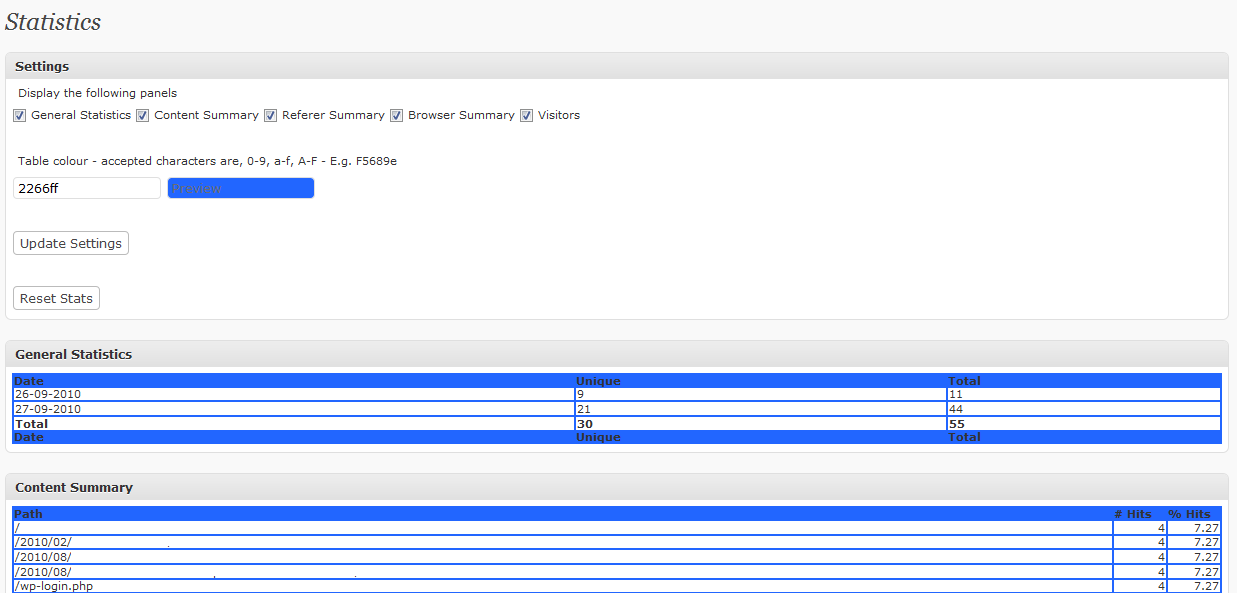 Statistics
Settings
Display the following panels
General Statistics Content Summary Referer Summary Browser Summary Visitors
Table colour - accepted characters are, 0-9, a-f, A-F - E.g. F5689e
2266ff Preview
Update Settings
Reset Stats
General Statistics
Date Unique Total
26-09-2010 9 11
27-09-2010 21 44
Total 30 55
Date Unique Total
Content Summary
Path # Hits % Hits
/ 4 7.27
/2010/02/ 4 7.27
/2010/08/ 4 7.27
/2010/08/ 4 7.27
/wp-login.php 4 7.27